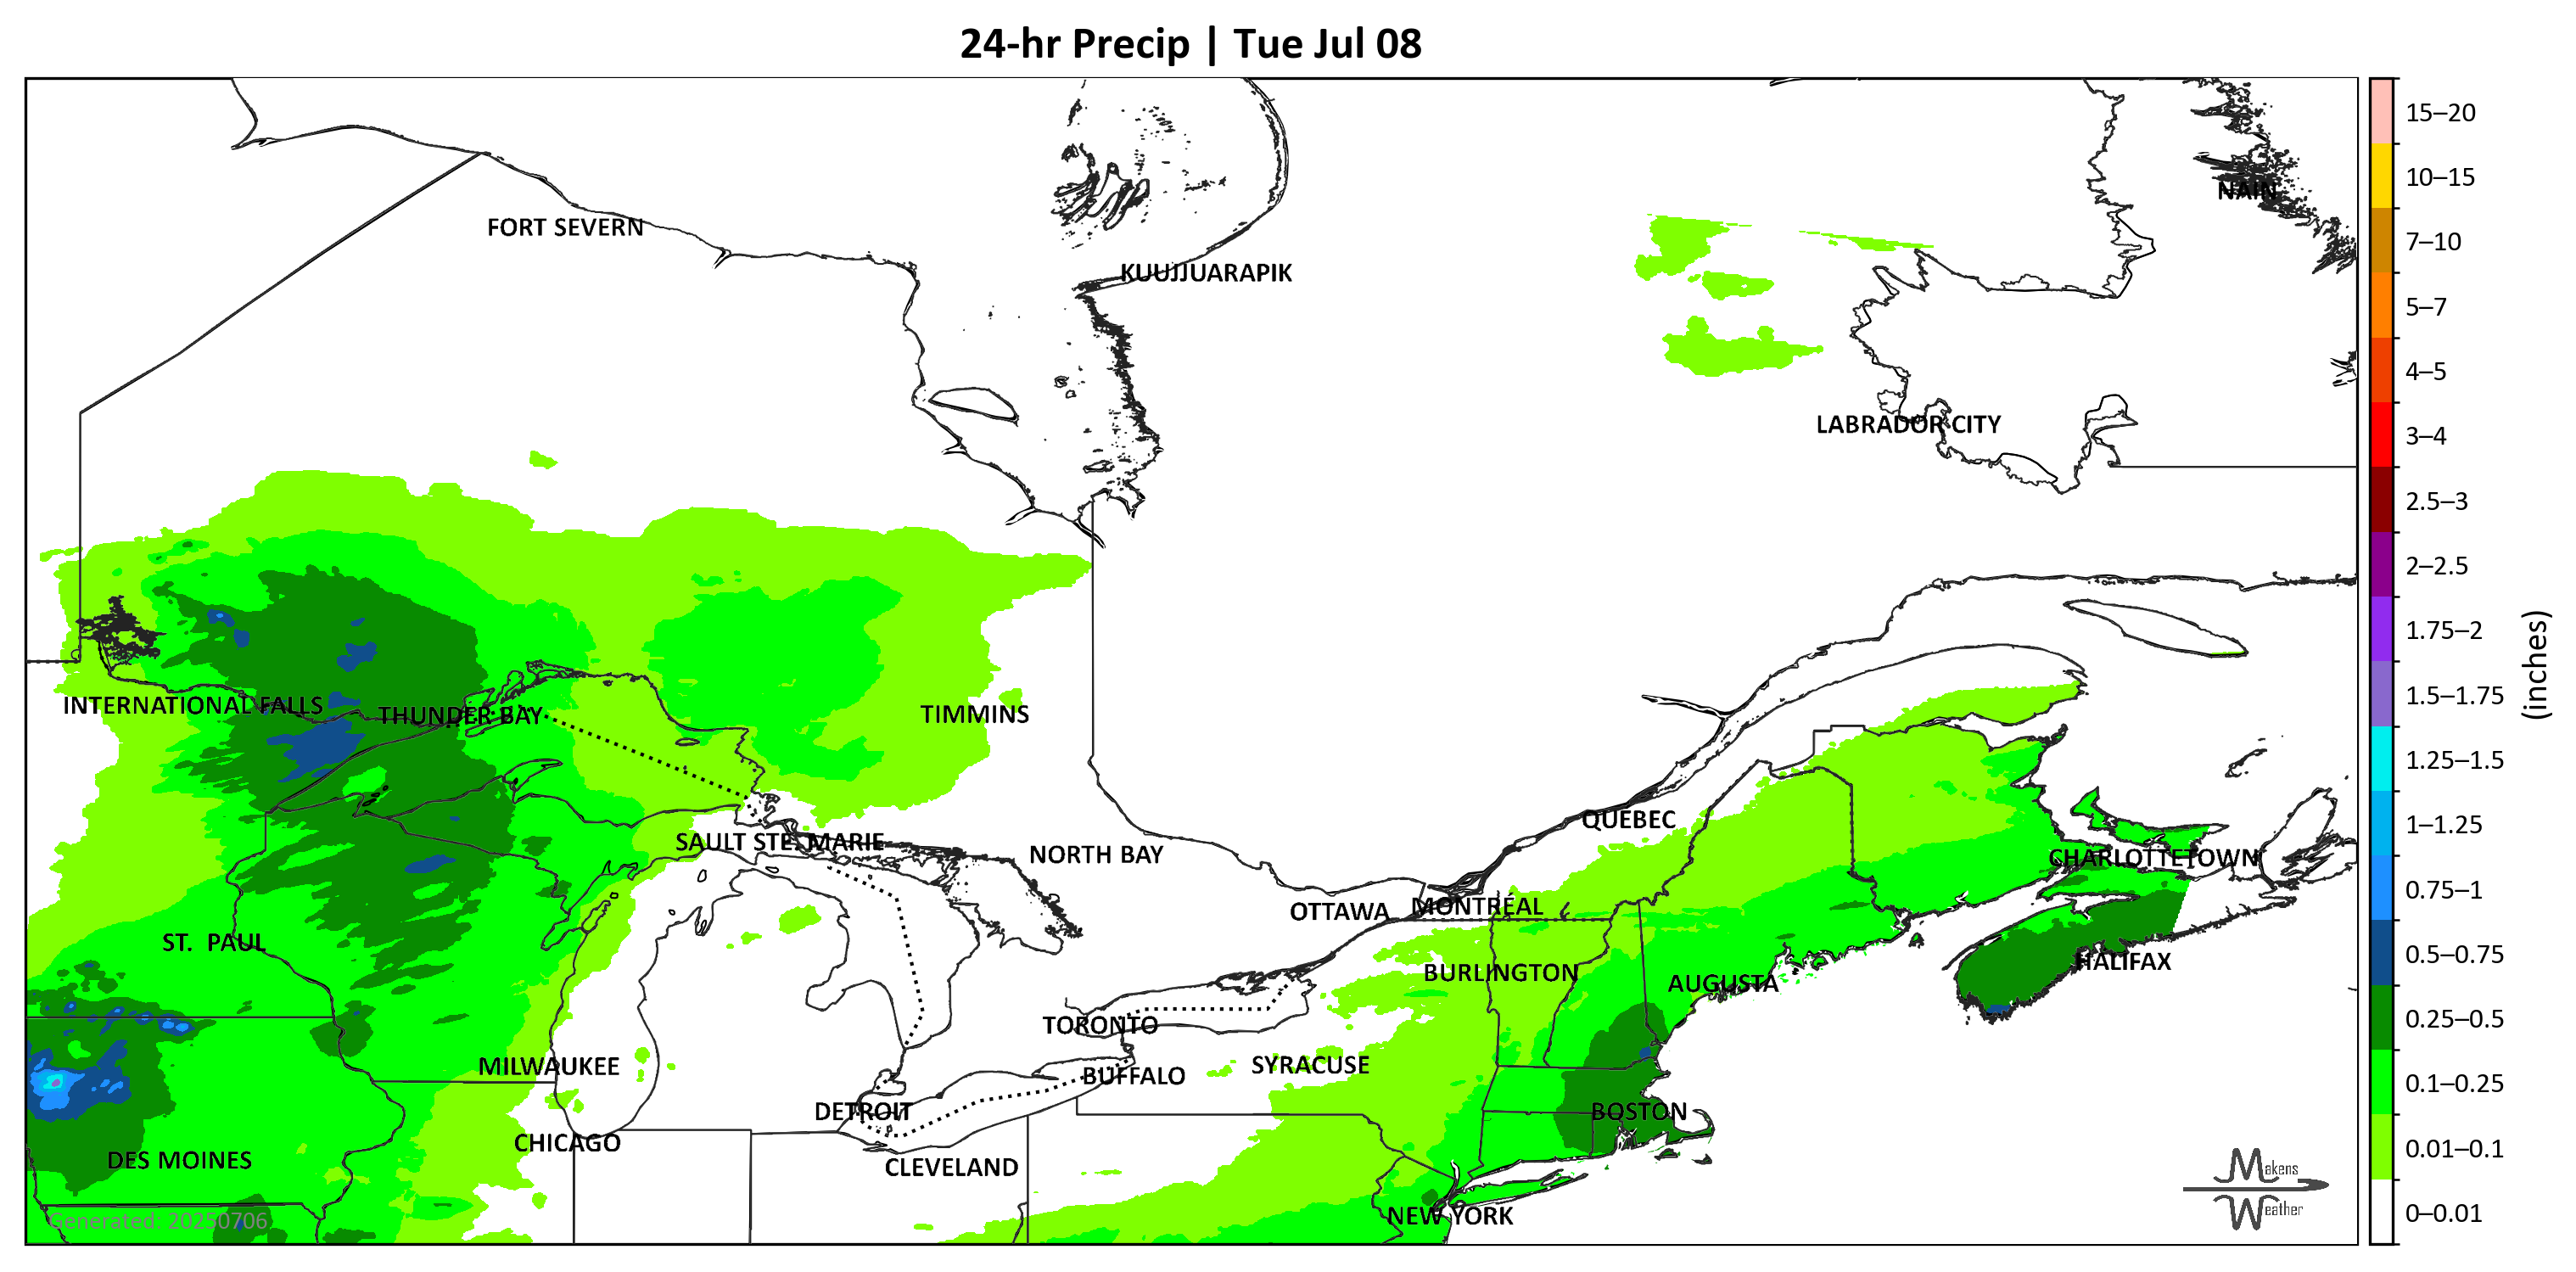 24-hr Precip | Tue Jul 08
NAIN
FORT SEVERN
KUUJJUARAPIK
LABRADOR CITY
INTERNATIONAL FALLS
THUNDER BAY
TIMMINS
QUEBEC
SAULT STE. MARIE
NORTH BAY
CHARLOTTETOWN
OTTAWA
MONTRÉAL
ST. PAUL
HALIFAX
BURLINGTON
AUGUSTA
TORONTO
MILWAUKEE
SYRACUSE
BUFFALO
DETROIT
BOSTON
CHICAGO
DES MOINES
CLEVELAND
NEW YORK
Generated: 20250706
Makens
Weather
15–20
10–15
7–10
5–7
4–5
3–4
2.5–3
2–2.5
1.75–2
1.5–1.75
1.25–1.5
1–1.25
0.75–1
0.5–0.75
0.25–0.5
0.1–0.25
0.01–0.1
0–0.01
(inches)